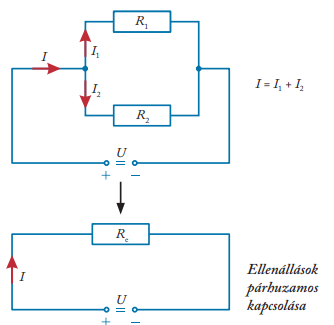 R₁
I
I₁
I₂
I = I₁ + I₂
R₂
U
+ =  −
Rₑ
I
Ellenállások
párhuzamos
kapcsolása
U
+ =  −